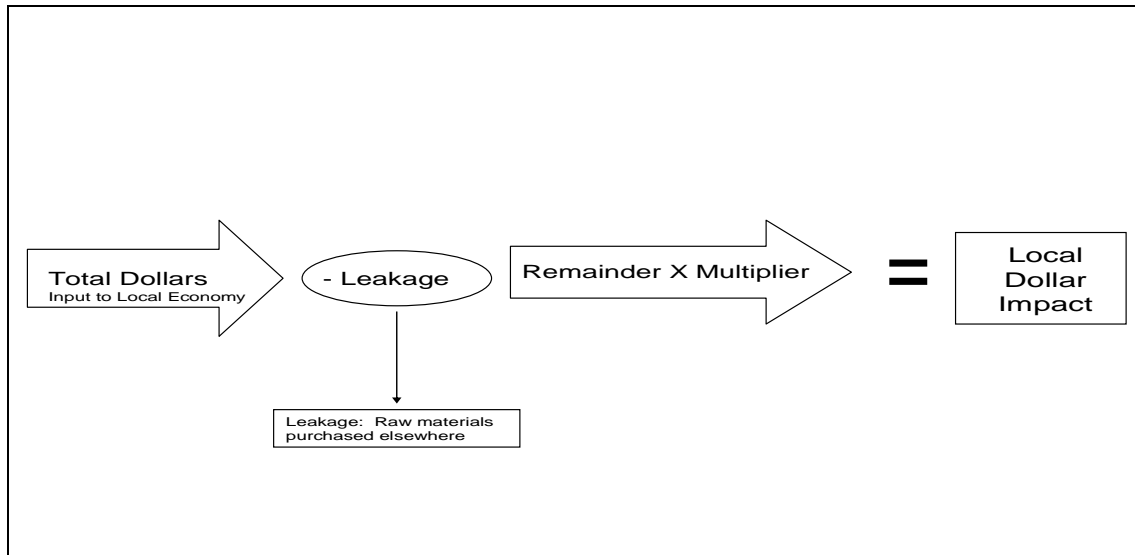 Total Dollars
Input to Local Economy
- Leakage
Remainder X Multiplier
=
Local
Dollar
Impact
Leakage:  Raw materials
purchased elsewhere